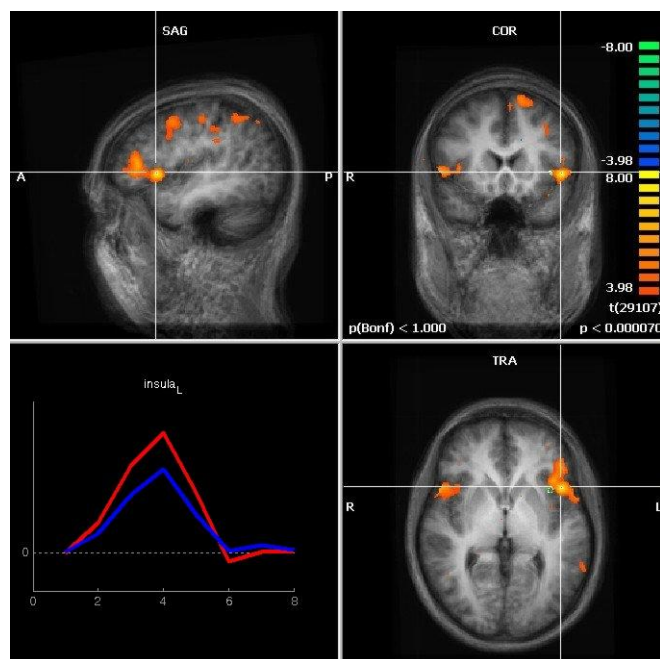 SAG
A
P
COR
R
-8.00
-3.98
8.00
3.98
t(29107)
p(Bonf) < 1.000
p < 0.000070
insula_L
0
0
2
4
6
8
TRA
R
L